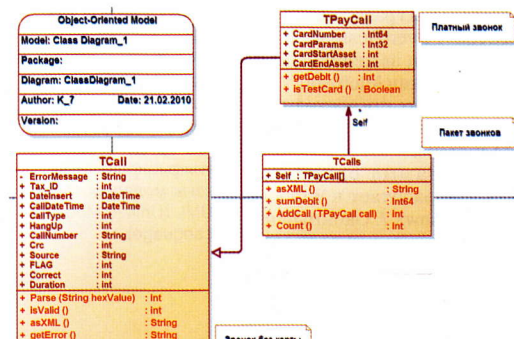 Object-Oriented Model
Model: Class Diagram_1
Package:
Diagram: ClassDiagram_1
Author: K_7 Date: 21.02.2010
Version:
TPayCall
+ CardNumber : Int64
+ CardParams : Int32
+ CardStartAsset : int
+ CardEndAsset : int
+ getDebit () : int
+ isTestCard () : Boolean
Платный звонок
*
Self
Пакет звонков
TCall
- ErrorMessage : String
+ Tax_ID : int
+ DateInsert : DateTime
+ CallDateTime : DateTime
+ CallType : int
+ HangUp : int
+ CallNumber : String
+ Crc : int
+ Source : String
+ FLAG : int
+ Correct : int
+ Duration : int
+ Parse (String hexValue) : int
+ isValid () : int
+ asXML () : String
+ getError () : String
TCalls
+ Self : TPayCall[]
+ asXML () : String
+ sumDebit () : Int64
+ AddCall (TPayCall call) : int
+ Count () : int
Звонок без карты